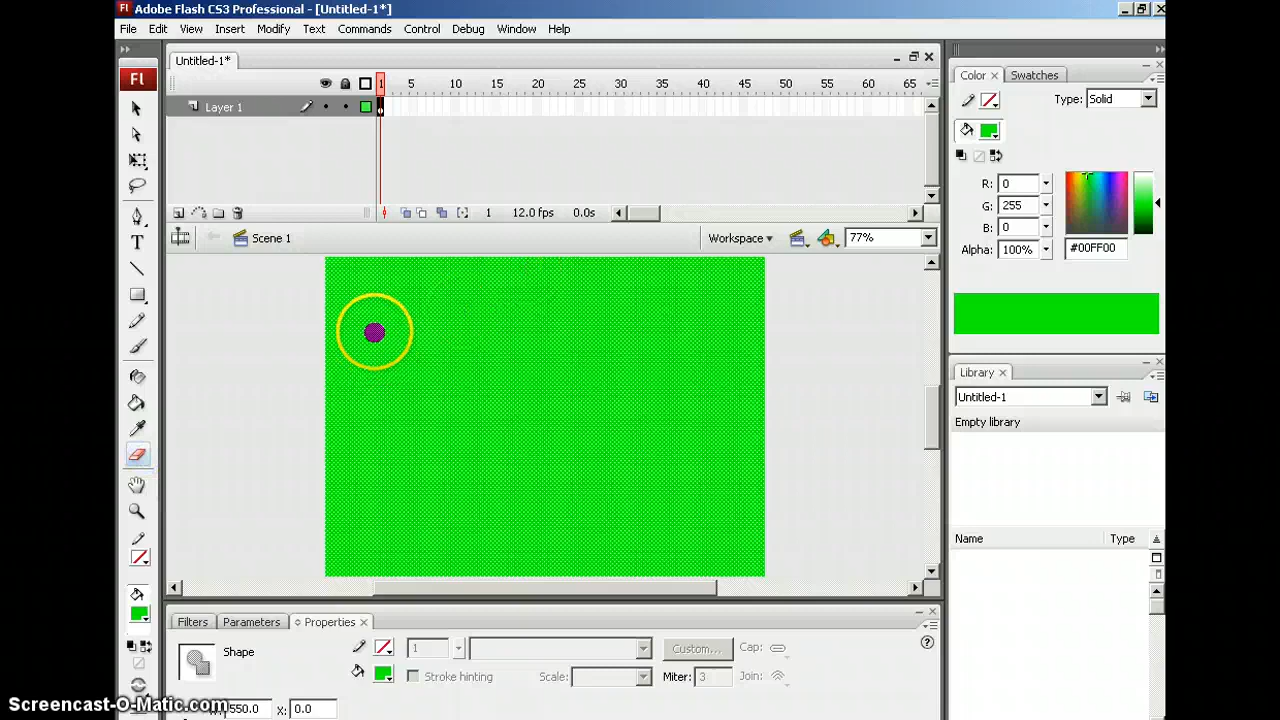 Fl Adobe Flash CS3 Professional - [Untitled-1*]
File Edit View Insert Modify Text Commands Control Debug Window Help
Untitled-1*
Fl
1 5 10 15 20 25 30 35 40 45 50 55 60 65
Layer 1
1 12.0 fps 0.0s
Scene 1 Workspace 77%
Color Swatches
Type: Solid
R: 0
G: 255
B: 0
Alpha: 100% #00FF00
Library
Untitled-1
Empty library
Name Type
T
Filters Parameters Properties
Shape 1 Custom... Cap:
Stroke hinting Scale: Miter: 3 Join:
550.0 X: 0.0
Screencast-O-Matic.com